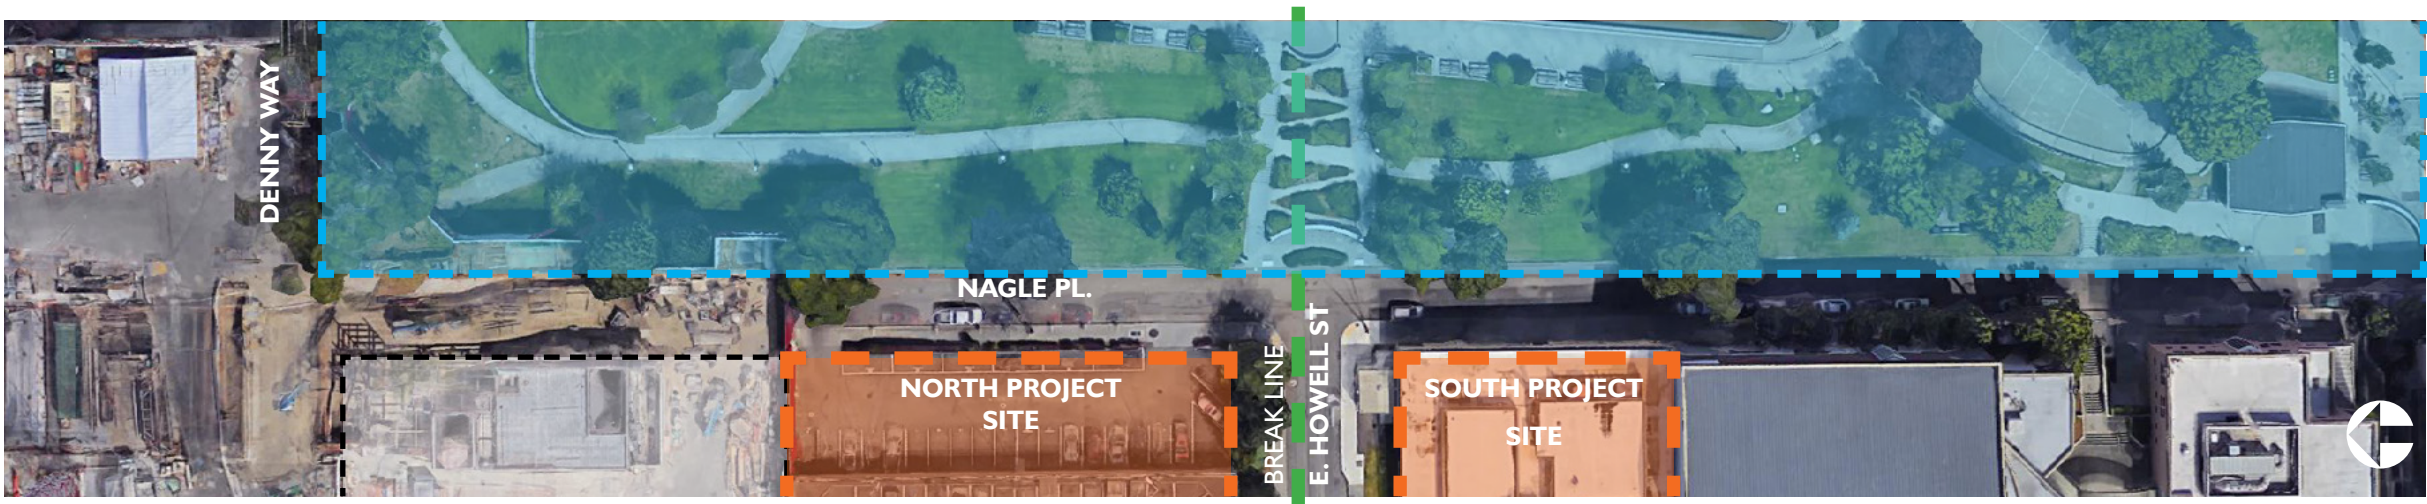 DENNY WAY
NAGLE PL.
NORTH PROJECT
SITE
BREAK LINE
E. HOWELL ST
SOUTH PROJECT
SITE